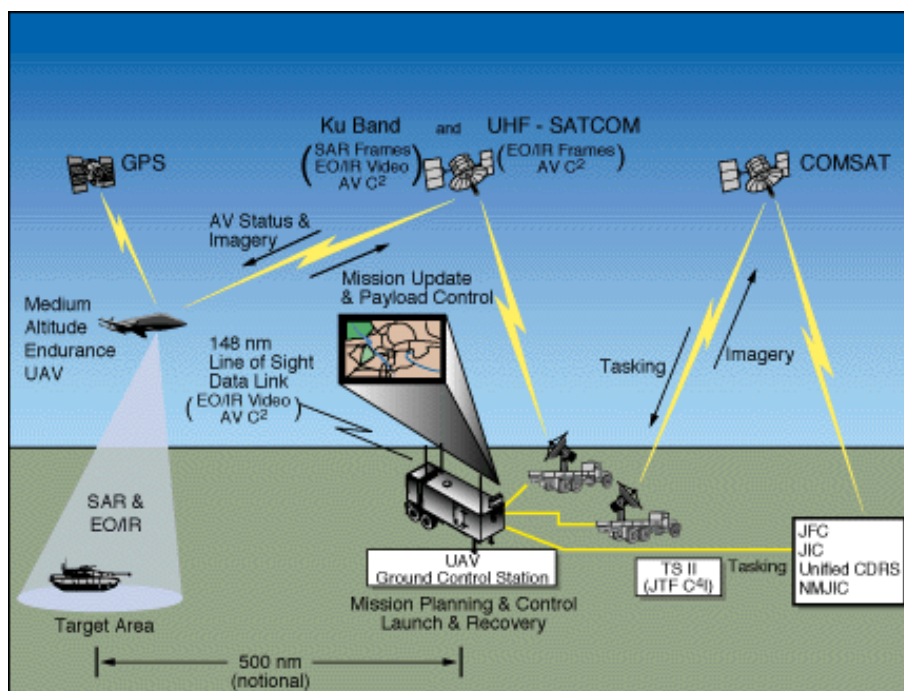 Ku Band and UHF - SATCOM
(SAR Frames
EO/IR Video
AV C²)
(EO/IR Frames
AV C²)
GPS
COMSAT
AV Status &
Imagery
Mission Update
& Payload Control
Medium
Altitude
Endurance
UAV
148 nm
Line of Sight
Data Link
(EO/IR Video
AV C²)
Tasking
Imagery
SAR &
EO/IR
Target Area
UAV
Ground Control Station
Mission Planning & Control
Launch & Recovery
TS II
(JTF C⁴I)
Tasking
JFC
JIC
Unified CDRS
NMJIC
500 nm
(notional)